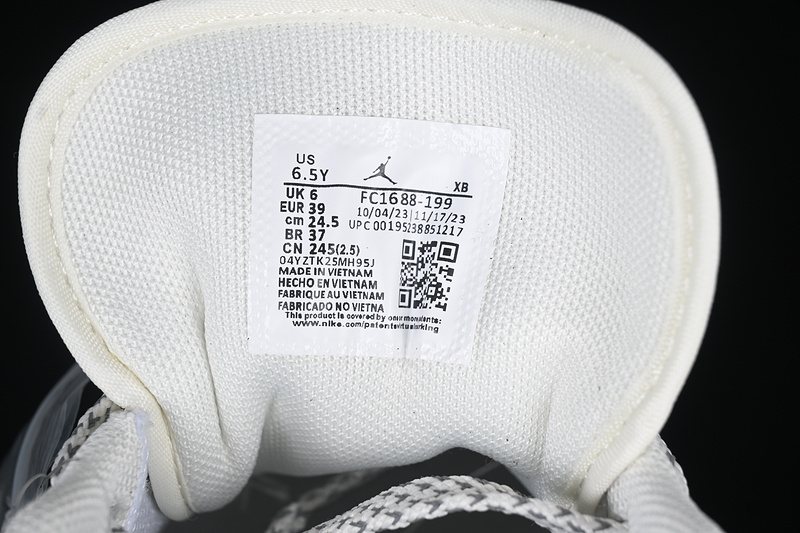 US
6.5Y
XB
UK 6
FC1688-199
EUR 39
10/04/23|11/17/23
cm 24.5
UPC 00195238851217
BR 37
CN 245(2.5)
04YZTK25MH95J
MADE IN VIETNAM
HECHO EN VIETNAM
FABRIQUE AU VIETNAM
FABRICADO NO VIETNA
This product is covered by
www.nike.com/patents